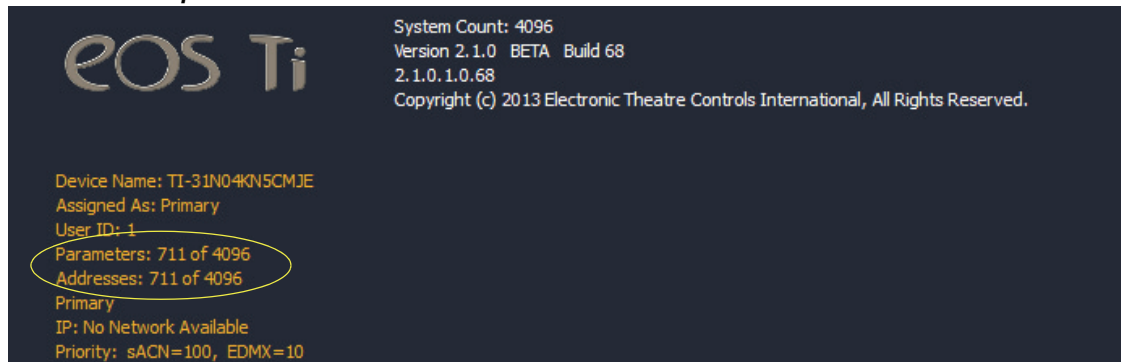 eos Ti
System Count: 4096
Version 2.1.0 BETA Build 68
2.1.0.1.0.68
Copyright (c) 2013 Electronic Theatre Controls International, All Rights Reserved.
Device Name: TI-31N04KN5CMJE
Assigned As: Primary
User ID: 1
Parameters: 711 of 4096
Addresses: 711 of 4096
Primary
IP: No Network Available
Priority: sACN=100, EDMX=10